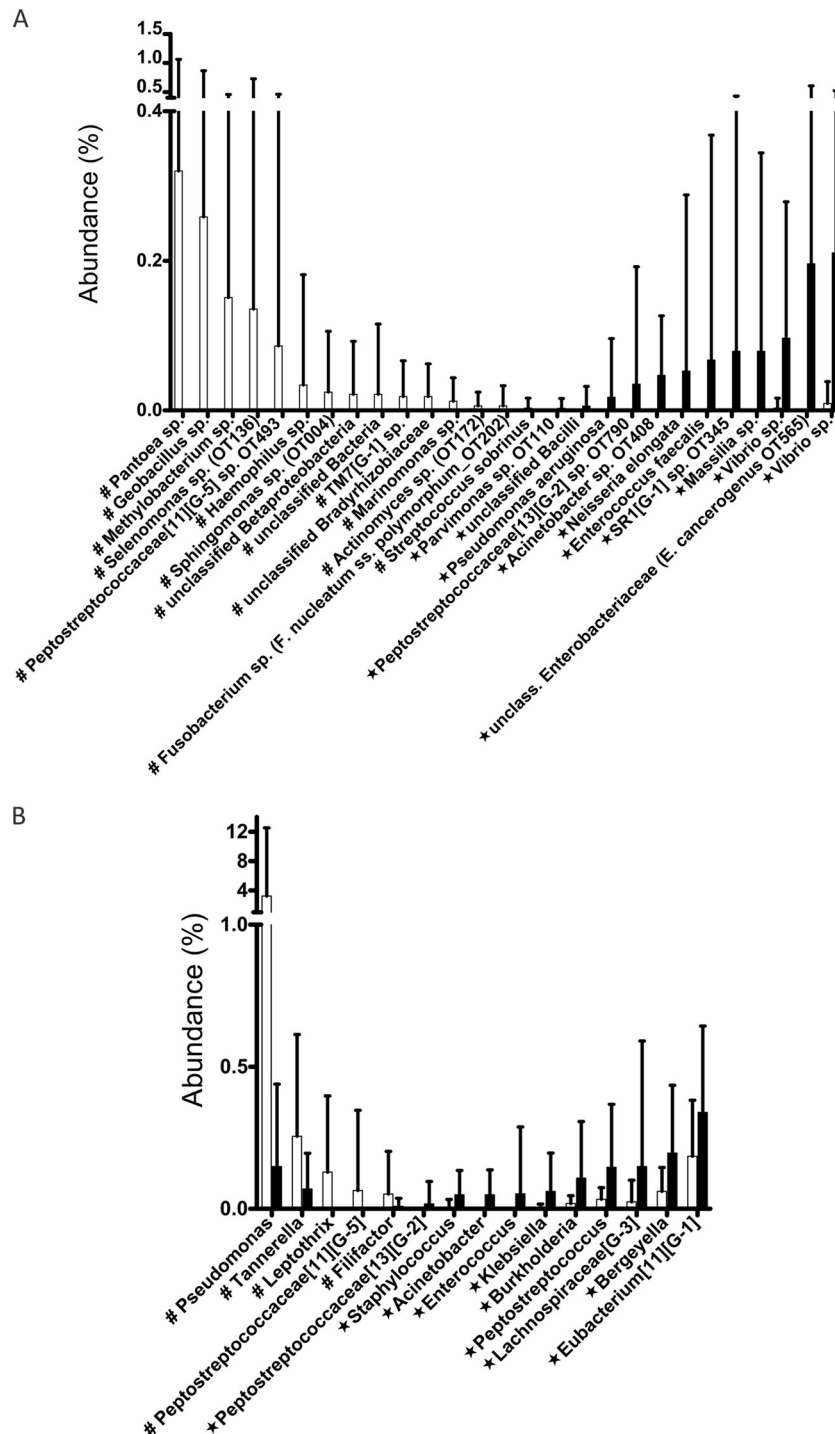 A
Abundance (%)
1.5
1.0
0.5
0.4
0.2
0.0
# Pantoea sp.
# Geobacillus sp.
# Methylobacterium sp.
# Selenomonas sp. (OT136)
# Peptostreptococcaceae[11][G-5] sp. OT493
# Haemophilus sp.
# Sphingomonas sp. (OT004)
# unclassified Betaproteobacteria
# unclassified Bacteria
# TM7[G-1] sp.
# unclassified Bradyrhizobiaceae
# Marinomonas sp.
# Actinomyces sp. (OT172)
# Fusobacterium sp. (F. nucleatum ss. polymorphum_OT202)
# Streptococcus sobrinus
★Parvimonas sp. OT110
★unclassified Bacilli
★Pseudomonas aeruginosa
★Peptostreptococcaceae[13][G-2] sp. OT790
★Acinetobacter sp. OT408
★Neisseria elongata
★Enterococcus faecalis
★SR1[G-1] sp. OT345
★Massilia sp.
★Vibrio sp.
★unclass. Enterobacteriaceae (E. cancerogenus OT565)
★Vibrio sp.
B
Abundance (%)
12
8
4
1.0
0.5
0.0
# Pseudomonas
# Tannerella
# Leptothrix
# Peptostreptococcaceae[11][G-5]
# Filifactor
★Peptostreptococcaceae[13][G-2]
★Staphylococcus
★Acinetobacter
★Enterococcus
★Klebsiella
★Burkholderia
★Peptostreptococcus
★Lachnospiraceae[G-3]
★Bergeyella
★Eubacterium[11][G-1]